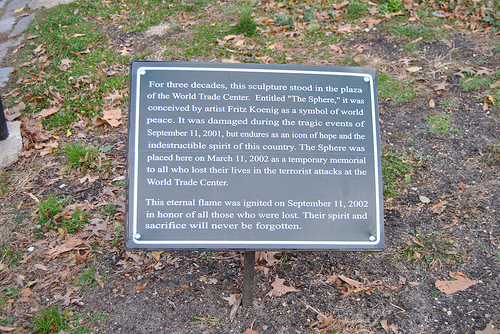 For three decades, this sculpture stood in the plaza
of the World Trade Center. Entitled "The Sphere," it was
conceived by artist Fritz Koenig as a symbol of world
peace. It was damaged during the tragic events of
September 11, 2001, but endures as an icon of hope and the
indestructible spirit of this country. The Sphere was
placed here on March 11, 2002 as a temporary memorial
to all who lost their lives in the terrorist attacks at the
World Trade Center.
This eternal flame was ignited on September 11, 2002
in honor of all those who were lost. Their spirit and
sacrifice will never be forgotten.